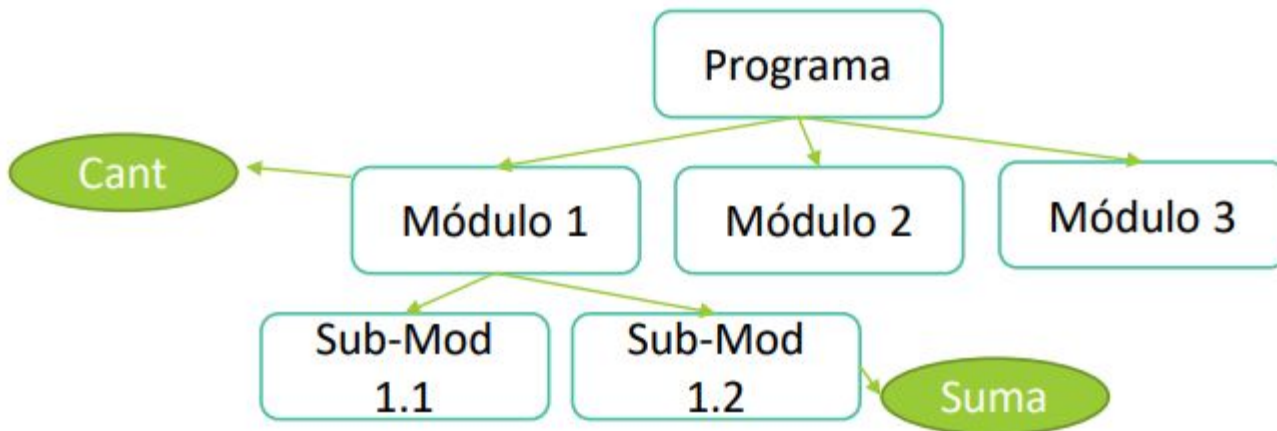 Programa
Cant
Módulo 1
Módulo 2
Módulo 3
Sub-Mod
1.1
Sub-Mod
1.2
Suma